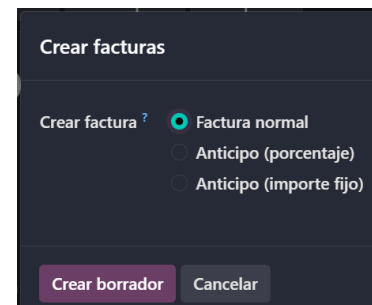 Crear facturas
Crear factura ? Factura normal
Anticipo (porcentaje)
Anticipo (importe fijo)
Crear borrador Cancelar